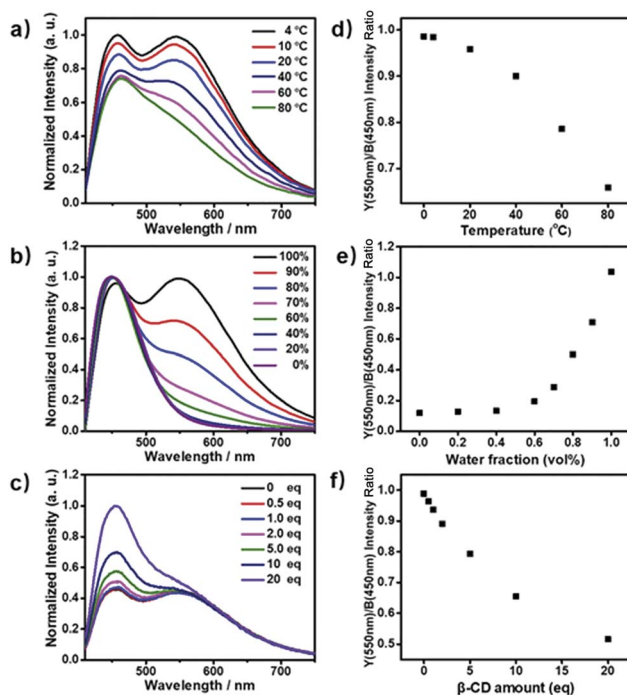 a)
Normalized Intensity (a. u.)
1.0
0.8
0.6
0.4
0.2
0.0
4 °C
10 °C
20 °C
40 °C
60 °C
80 °C
500
600
700
Wavelength / nm
d)
Y(550nm)/B(450nm) Intensity Ratio
1.0
0.9
0.8
0.7
0
20
40
60
80
Temperature (°C)
b)
Normalized Intensity (a. u.)
1.2
1.0
0.8
0.6
0.4
0.2
0.0
100%
90%
80%
70%
60%
40%
20%
0%
500
600
700
Wavelength / nm
e)
Y(550nm)/B(450nm) Intensity Ratio
1.2
1.0
0.8
0.6
0.4
0.2
0.0
0.0
0.2
0.4
0.6
0.8
1.0
Water fraction (vol%)
c)
Normalized Intensity (a. u.)
1.2
1.0
0.8
0.6
0.4
0.2
0.0
0 eq
0.5 eq
1.0 eq
2.0 eq
5.0 eq
10 eq
20 eq
500
600
700
Wavelength / nm
f)
Y(550nm)/B(450nm) Intensity Ratio
1.0
0.9
0.8
0.7
0.6
0.5
0
5
10
15
20
β-CD amount (eq)